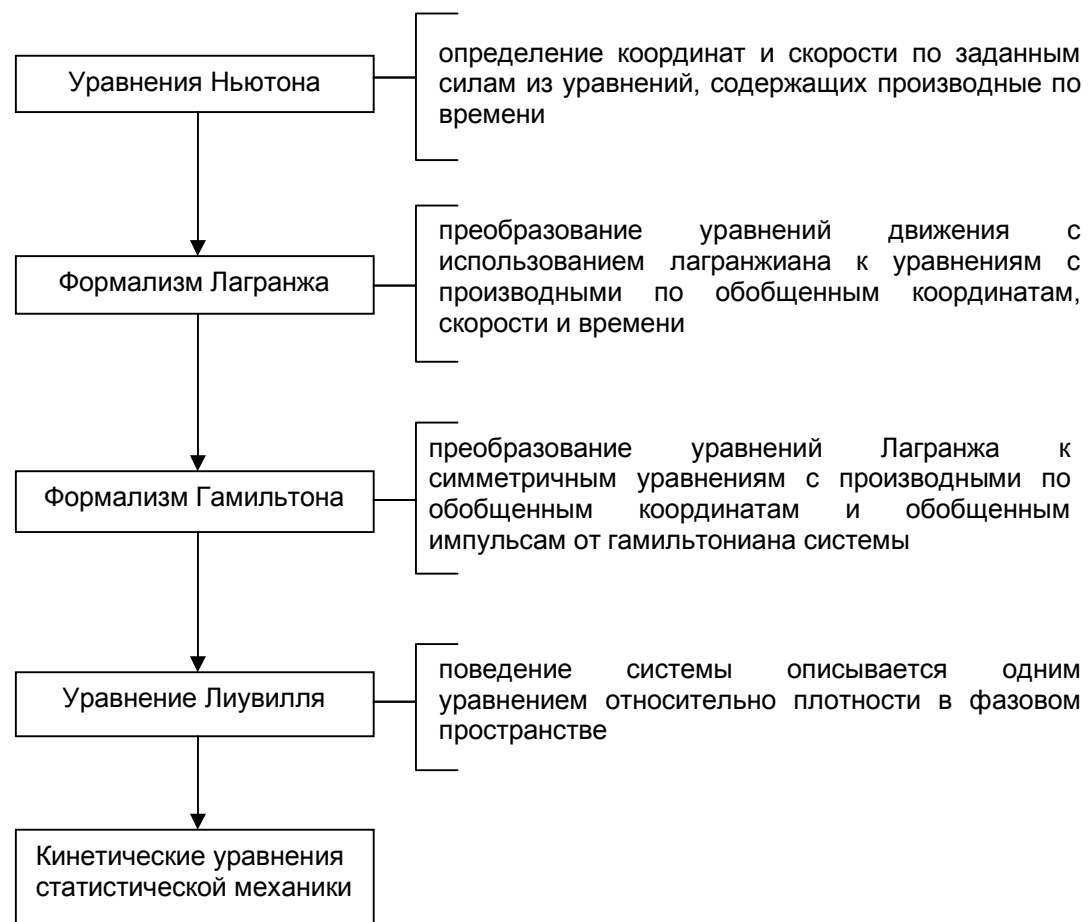 Уравнения Ньютона
определение координат и скорости по заданным
силам из уравнений, содержащих производные по
времени
Формализм Лагранжа
преобразование уравнений движения с
использованием лагранжиана к уравнениям с
производными по обобщенным координатам,
скорости и времени
Формализм Гамильтона
преобразование уравнений Лагранжа к
симметричным уравнениям с производными по
обобщенным координатам и обобщенным
импульсам от гамильтониана системы
Уравнение Лиувилля
поведение системы описывается одним
уравнением относительно плотности в фазовом
пространстве
Кинетические уравнения
статистической механики